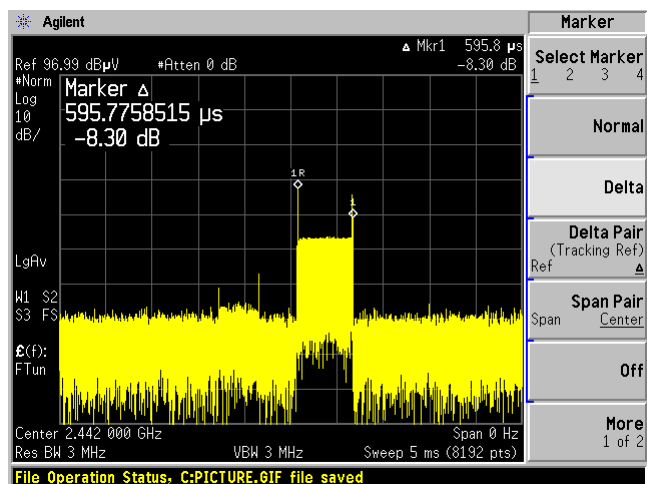 Agilent
Marker
▵ Mkr1 595.8 µs
Ref 96.99 dBµV #Atten 0 dB -8.30 dB
Select Marker
1 2 3 4
#Norm
Log
10
dB/
Marker ▵
595.7758515 µs
-8.30 dB
Normal
1R
Delta
1
Delta Pair
(Tracking Ref)
Ref ▵
LgAv
W1 S2
S3 FS
Span Pair
Span Center
£(f):
FTun
Off
Center 2.442 000 GHz Span 0 Hz
Res BW 3 MHz VBW 3 MHz Sweep 5 ms (8192 pts)
More
1 of 2
File Operation Status, C:PICTURE.GIF file saved